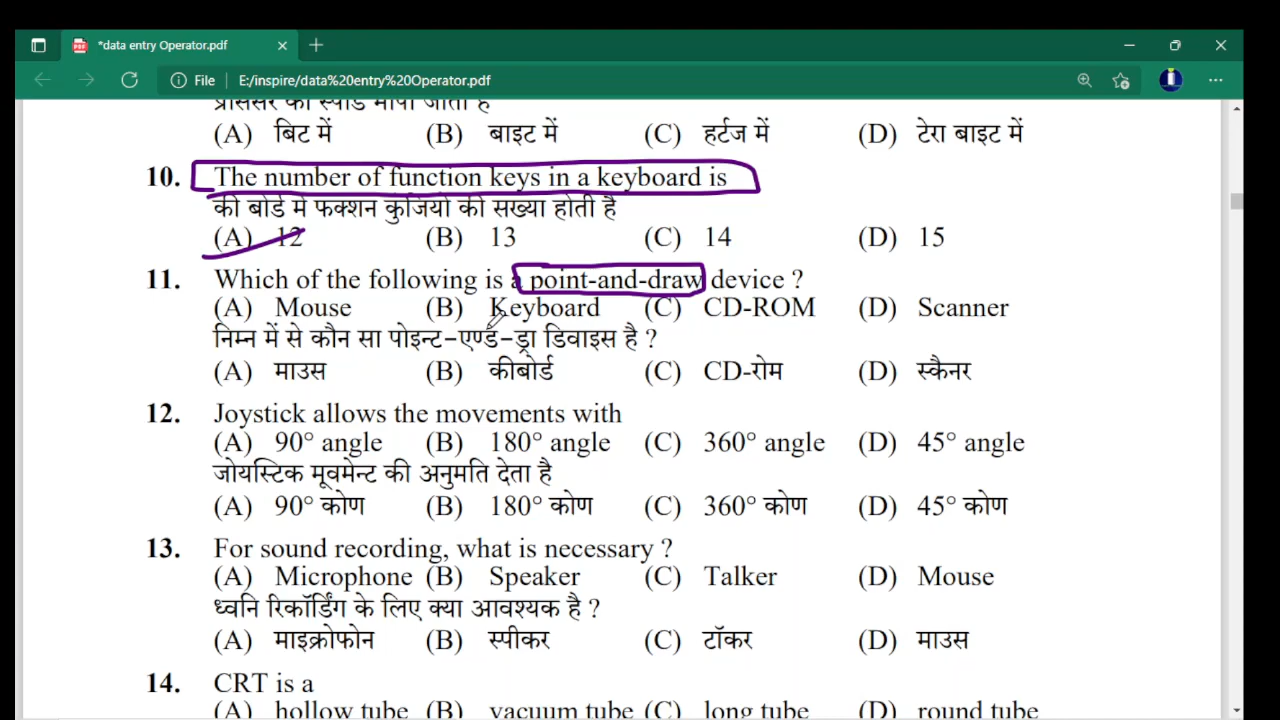 *data entry Operator.pdf
File | E:/inspire/data%20entry%20Operator.pdf
प्रोसेसर की स्पीड मापी जाती है
(A) बिट में (B) बाइट में (C) हर्टज में (D) टेरा बाइट में
10. The number of function keys in a keyboard is
की बोर्ड में फंक्शन कुंजियों की संख्या होती है
(A) 12 (B) 13 (C) 14 (D) 15
11. Which of the following is a point-and-draw device ?
(A) Mouse (B) Keyboard (C) CD-ROM (D) Scanner
निम्न में से कौन सा पोइन्ट-एण्ड-ड्रा डिवाइस है ?
(A) माउस (B) कीबोर्ड (C) CD-रोम (D) स्कैनर
12. Joystick allows the movements with
(A) 90° angle (B) 180° angle (C) 360° angle (D) 45° angle
जोयस्टिक मूवमेन्ट की अनुमति देता है
(A) 90° कोण (B) 180° कोण (C) 360° कोण (D) 45° कोण
13. For sound recording, what is necessary ?
(A) Microphone (B) Speaker (C) Talker (D) Mouse
ध्वनि रिकॉर्डिंग के लिए क्या आवश्यक है ?
(A) माइक्रोफोन (B) स्पीकर (C) टॉकर (D) माउस
14. CRT is a
(A) hollow tube (B) vacuum tube (C) long tube (D) round tube